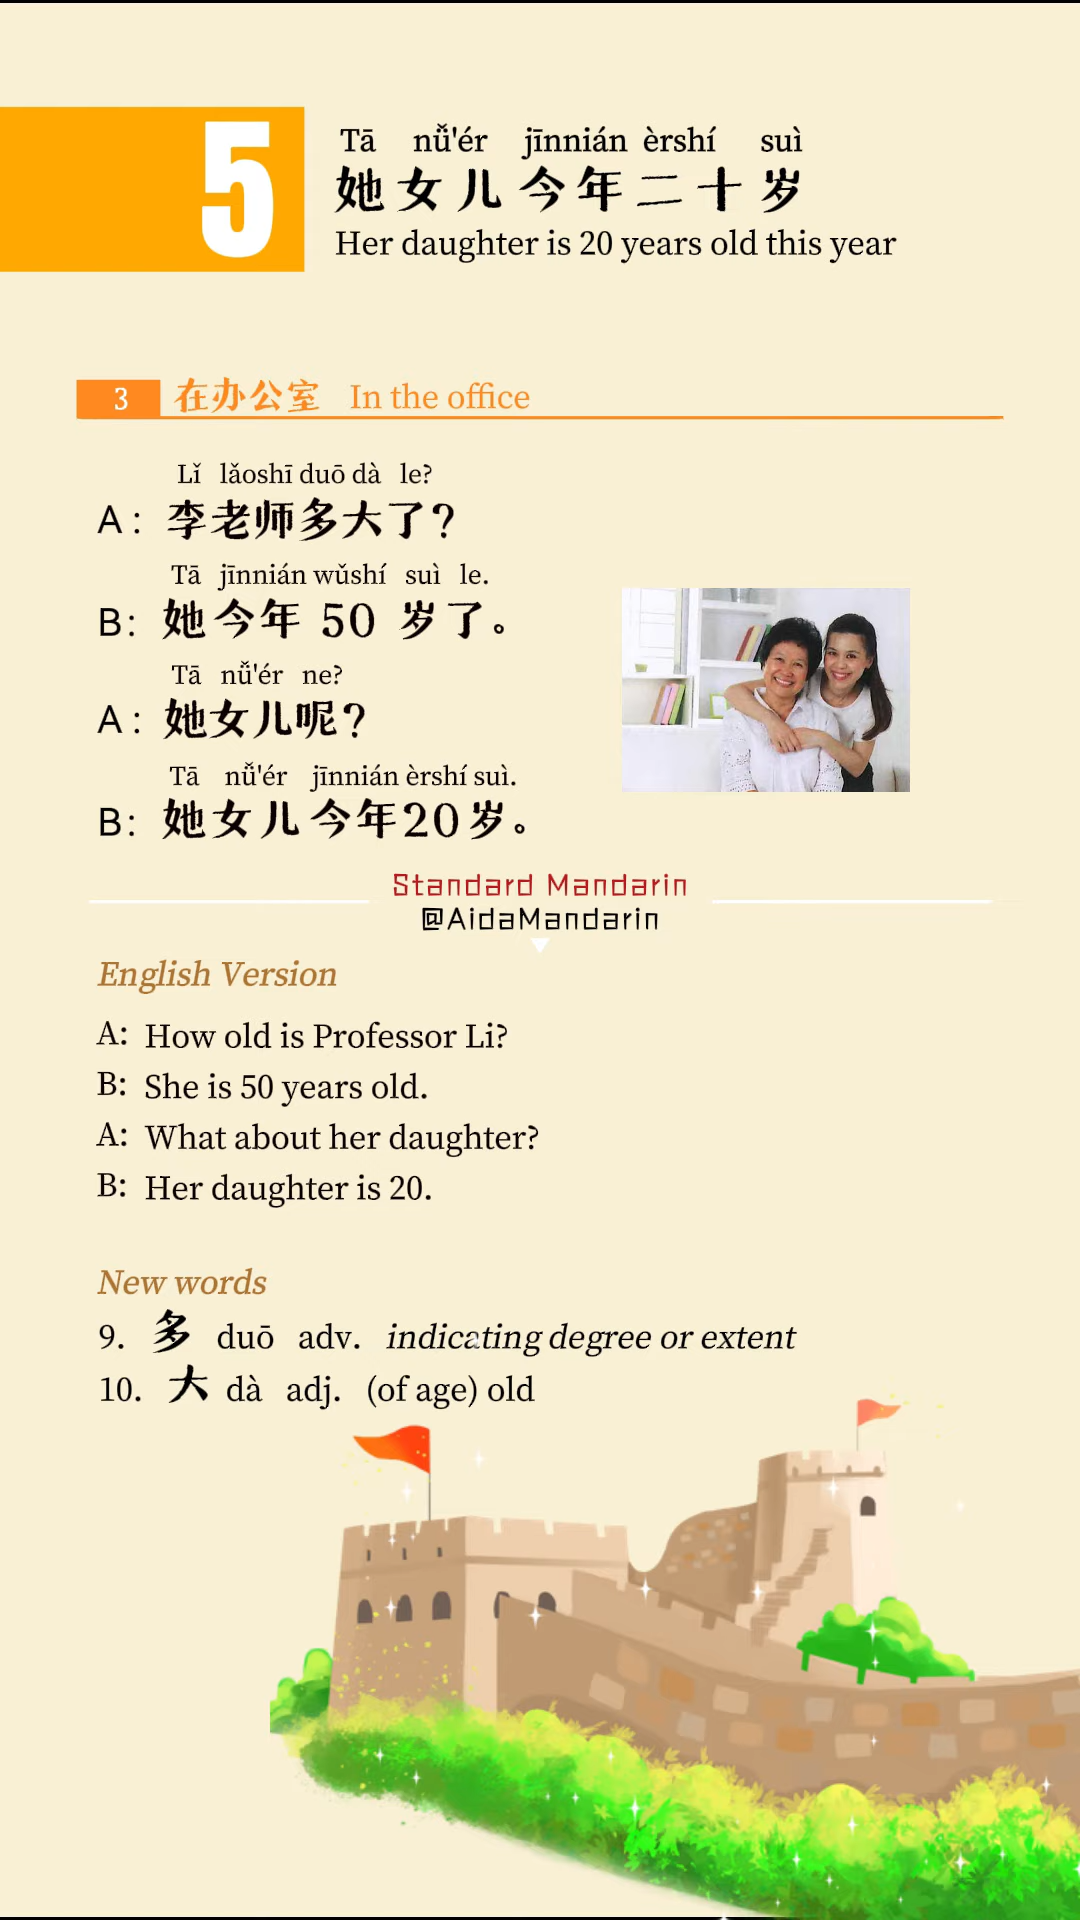 5
Tā nǚ'ér jīnnián èrshí suì
她女儿今年二十岁
Her daughter is 20 years old this year
3 在办公室 In the office
Lǐ lǎoshī duō dà le?
A: 李老师多大了?
Tā jīnnián wǔshí suì le.
B: 她今年 50 岁了。
Tā nǚ'ér ne?
A: 她女儿呢?
Tā nǚ'ér jīnnián èrshí suì.
B: 她女儿今年20岁。
Standard Mandarin
@AidaMandarin
English Version
A: How old is Professor Li?
B: She is 50 years old.
A: What about her daughter?
B: Her daughter is 20.
New words
9. 多 duō adv. indicating degree or extent
10. 大 dà adj. (of age) old